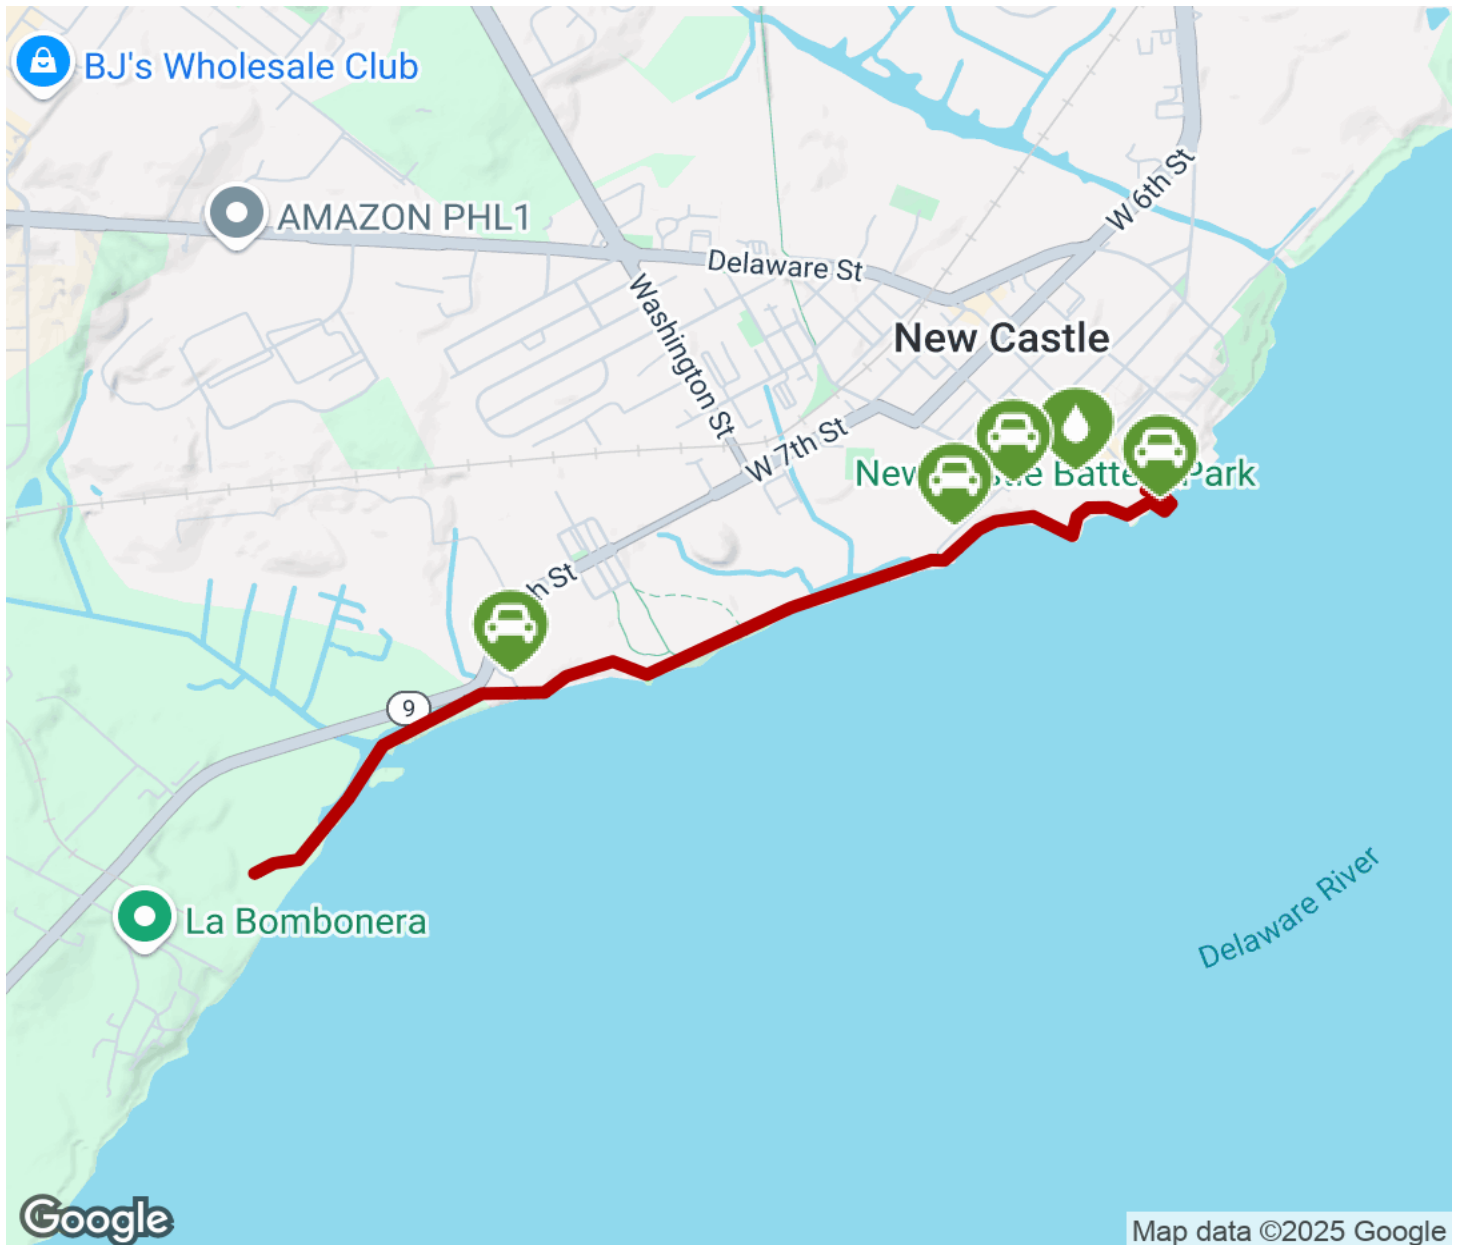 BJ's Wholesale Club
AMAZON PHL1
W 6th St
Delaware St
Washington St
New Castle
W 7th St
Park
h St
9
La Bombonera
Delaware River
Google
Map data ©2025 Google